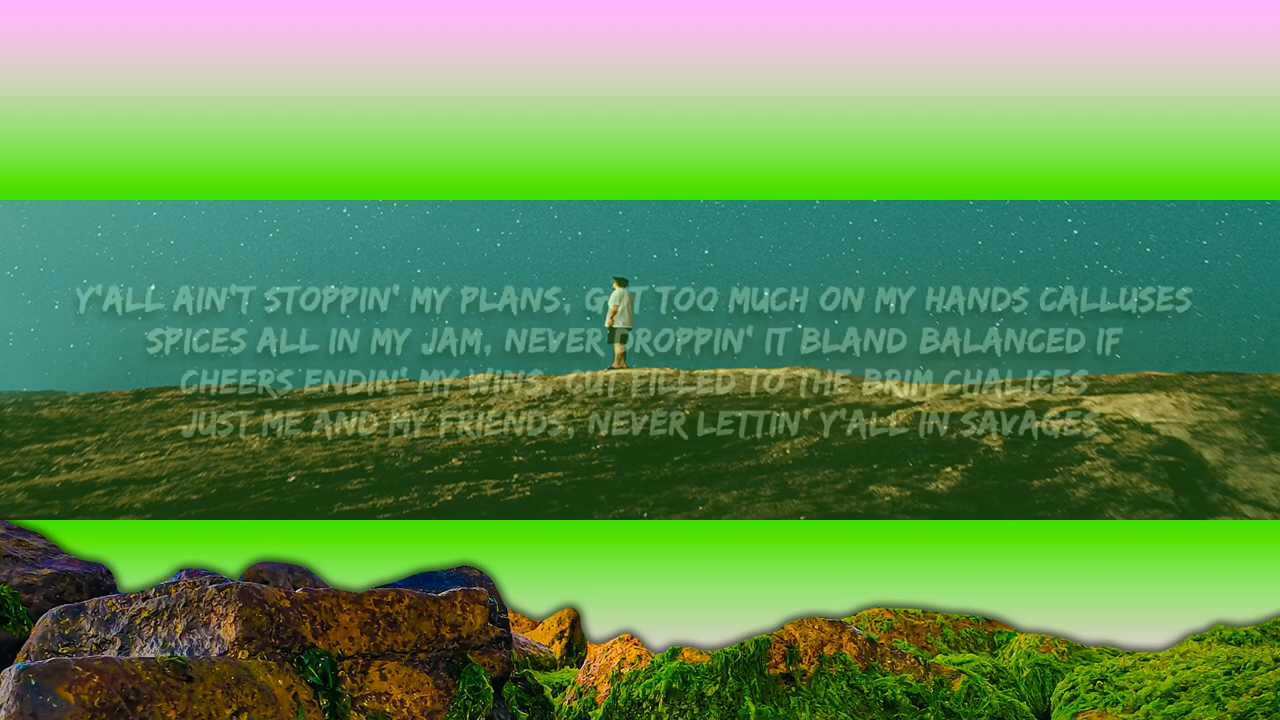 Y'ALL AIN'T STOPPIN' MY PLANS, GOT TOO MUCH ON MY HANDS CALLUSES
SPICES ALL IN MY JAM, NEVER DROPPIN' IT BLAND BALANCED IF
CHEERS ENDIN' MY WINS, CUT FILLED TO THE BRIM CHALICES
JUST ME AND MY FRIENDS, NEVER LETTIN' Y'ALL IN SAVAGES